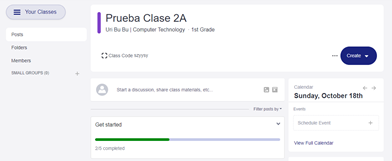 Your Classes
Posts
Folders
Members
SMALL GROUPS (0)
Prueba Clase 2A
Un Bu Bu | Computer Technology · 1st Grade
Class Code
Create
Start a discussion, share class materials, etc...
Filter posts by
Get started
2/5 completed
Calendar
Sunday, October 18th
Events
Schedule Event
View Full Calendar